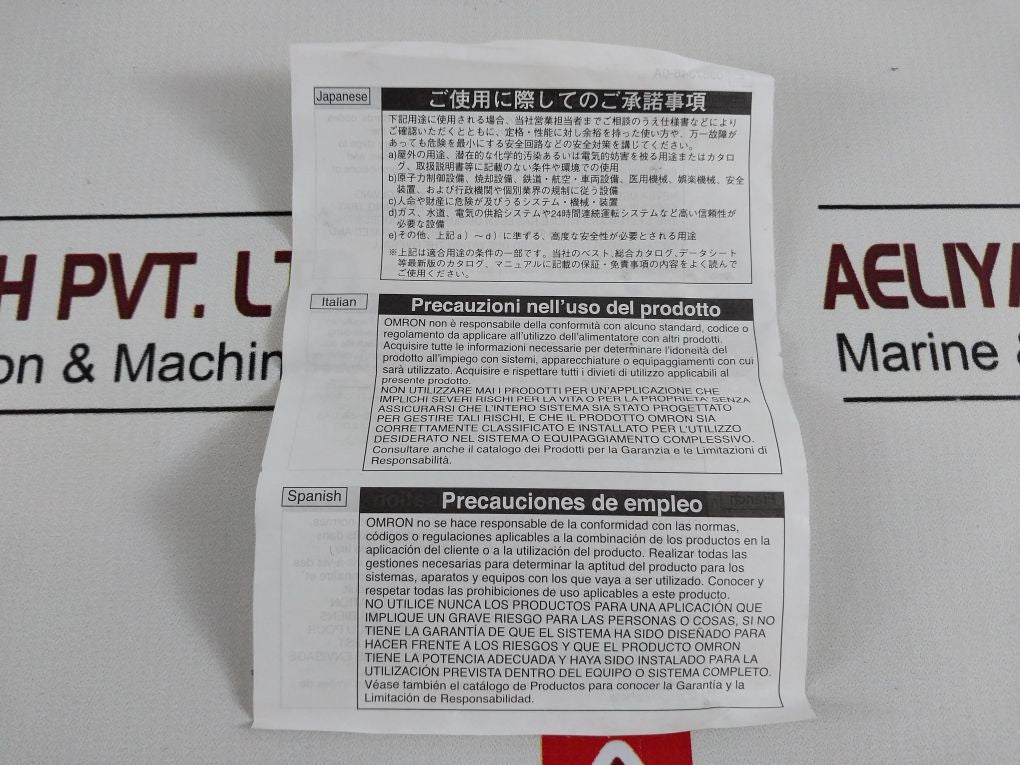 Japanese
ご使用に際してのご承諾事項
下記用途に使用される場合、当社営業担当者までご相談のうえ仕様書などにより
ご確認いただくとともに、定格・性能に対し余裕を持った使い方や、万一故障が
あっても危険を最小にする安全回路などの安全対策を講じてください。
a)屋外の用途、潜在的な化学的汚染あるいは電気的妨害を被る用途またはカタロ
グ、取扱説明書等に記載のない条件や環境での使用
b)原子力制御設備、焼却設備、鉄道・航空・車両設備、医用機械、娯楽機械、安全
装置、および行政機関や個別業界の規制に従う設備
c)人命や財産に危険が及びうるシステム・機械・装置
d)ガス、水道、電気の供給システムや24時間連続運転システムなど高い信頼性が
必要な設備
e)その他、上記a）～d）に準ずる、高度な安全性が必要とされる用途
※上記は適合用途の条件の一部です。当社のベスト、総合カタログ、データシート
等最新版のカタログ、マニュアルに記載の保証・免責事項の内容をよく読んで
ご使用ください。
Italian
Precauzioni nell'uso del prodotto
OMRON non è responsabile della conformità con alcuno standard, codice o
regolamento da applicare all'utilizzo dell'alimentatore con altri prodotti.
Acquisire tutte le informazioni necessarie per determinare l'idoneità del
prodotto all'impiego con sistemi, apparecchiature o equipaggiamenti con cui
sarà utilizzato. Acquisire e rispettare tutti i divieti di utilizzo applicabili al
presente prodotto.
NON UTILIZZARE MAI I PRODOTTI PER UN'APPLICAZIONE CHE
IMPLICHI SEVERI RISCHI PER LA VITA O PER LA PROPRIETA' SENZA
ASSICURARSI CHE L'INTERO SISTEMA SIA STATO PROGETTATO
PER GESTIRE TALI RISCHI, E CHE IL PRODOTTO OMRON SIA
CORRETTAMENTE CLASSIFICATO E INSTALLATO PER L'UTILIZZO
DESIDERATO NEL SISTEMA O EQUIPAGGIAMENTO COMPLESSIVO.
Consultare anche il catalogo dei Prodotti per la Garanzia e le Limitazioni di
Responsabilità.
Spanish
Precauciones de empleo
OMRON no se hace responsable de la conformidad con las normas,
códigos o regulaciones aplicables a la combinación de los productos en la
aplicación del cliente o a la utilización del producto. Realizar todas las
gestiones necesarias para determinar la aptitud del producto para los
sistemas, aparatos y equipos con los que vaya a ser utilizado. Conocer y
respetar todas las prohibiciones de uso aplicables a este producto.
NO UTILICE NUNCA LOS PRODUCTOS PARA UNA APLICACIÓN QUE
IMPLIQUE UN GRAVE RIESGO PARA LAS PERSONAS O COSAS, SI NO
TIENE LA GARANTÍA DE QUE EL SISTEMA HA SIDO DISEÑADO PARA
HACER FRENTE A LOS RIESGOS Y QUE EL PRODUCTO OMRON
TIENE LA POTENCIA ADECUADA Y HAYA SIDO INSTALADO PARA LA
UTILIZACIÓN PREVISTA DENTRO DEL EQUIPO O SISTEMA COMPLETO.
Véase también el catálogo de Productos para conocer la Garantía y la
Limitación de Responsabilidad.
H PVT. LT
on & Machin
AELIYA
Marine &